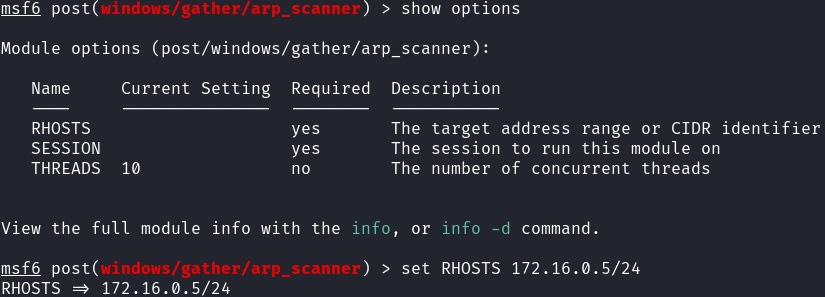 msf6 post(windows/gather/arp_scanner) > show options
Module options (post/windows/gather/arp_scanner):
Name     Current Setting  Required  Description
----     ---------------  --------  -----------
RHOSTS                    yes       The target address range or CIDR identifier
SESSION                   yes       The session to run this module on
THREADS  10               no        The number of concurrent threads
View the full module info with the info, or info -d command.
msf6 post(windows/gather/arp_scanner) > set RHOSTS 172.16.0.5/24
RHOSTS => 172.16.0.5/24